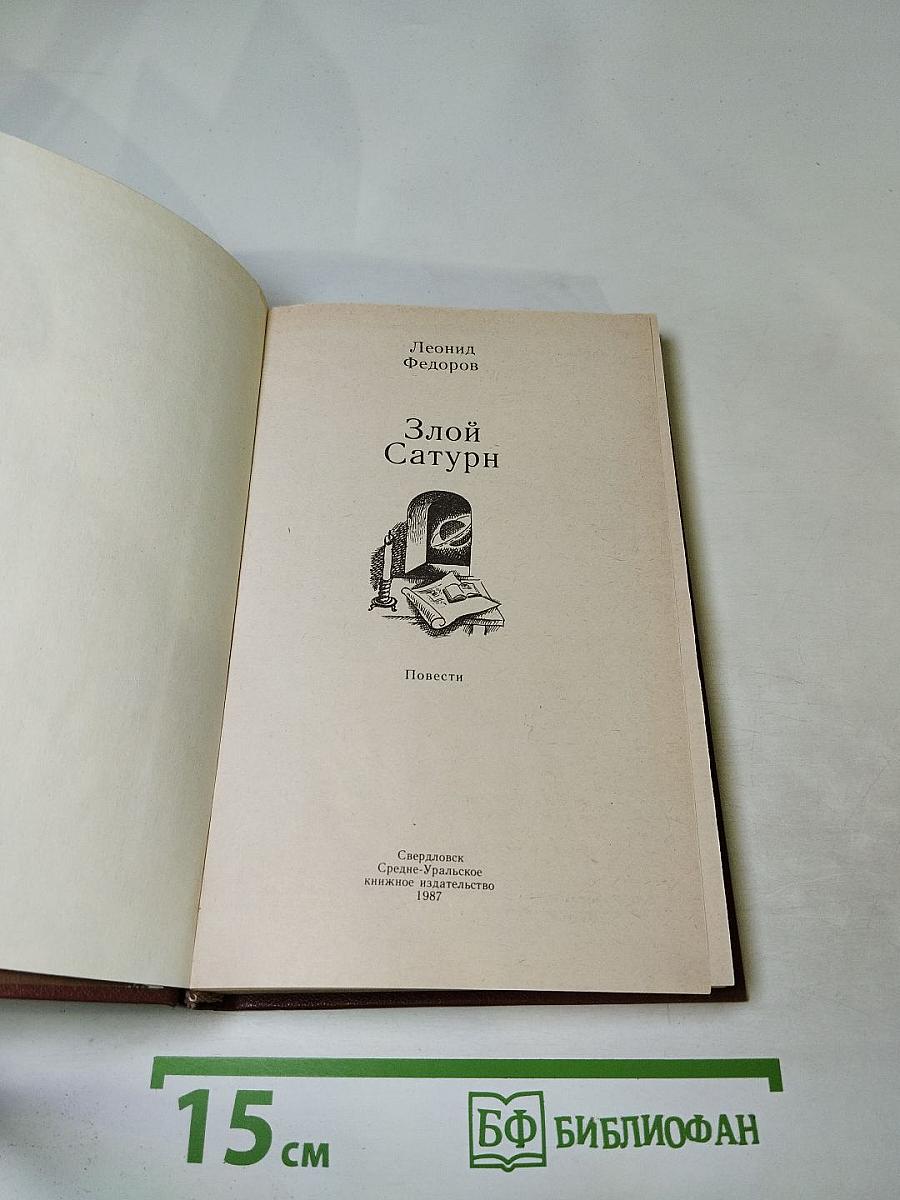 Леонид
Федоров
Злой
Сатурн
Повести
Свердловск
Средне-Уральское
книжное издательство
1987
15 см
БФ БИБЛИОФАН